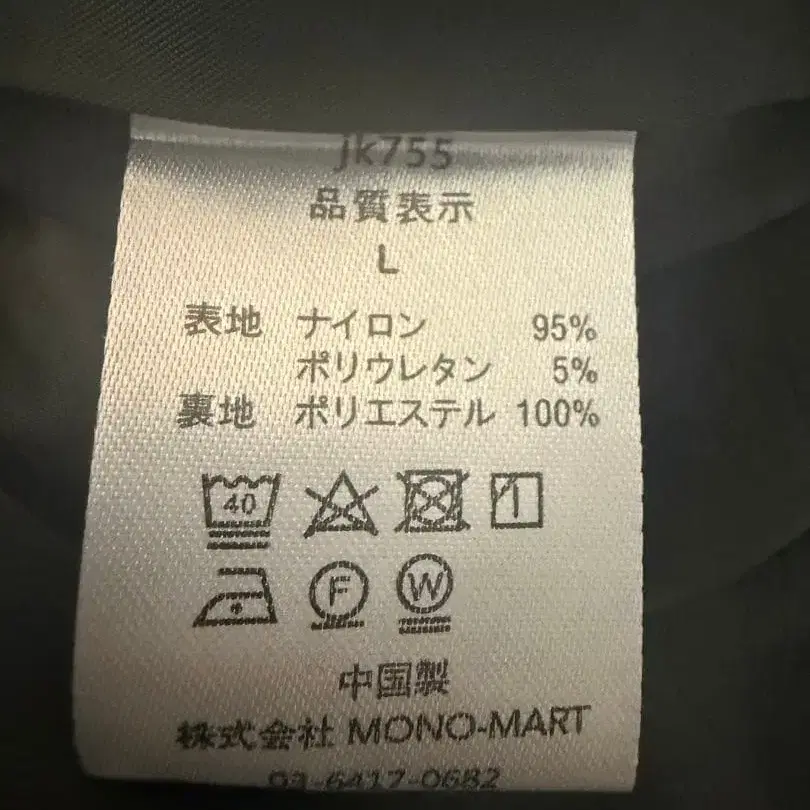 jk755
品質表示
L
表地 ナイロン 95%
ポリウレタン 5%
裏地 ポリエステル 100%
40
F W
中国製
株式会社 MONO-MART
03-6417-0682